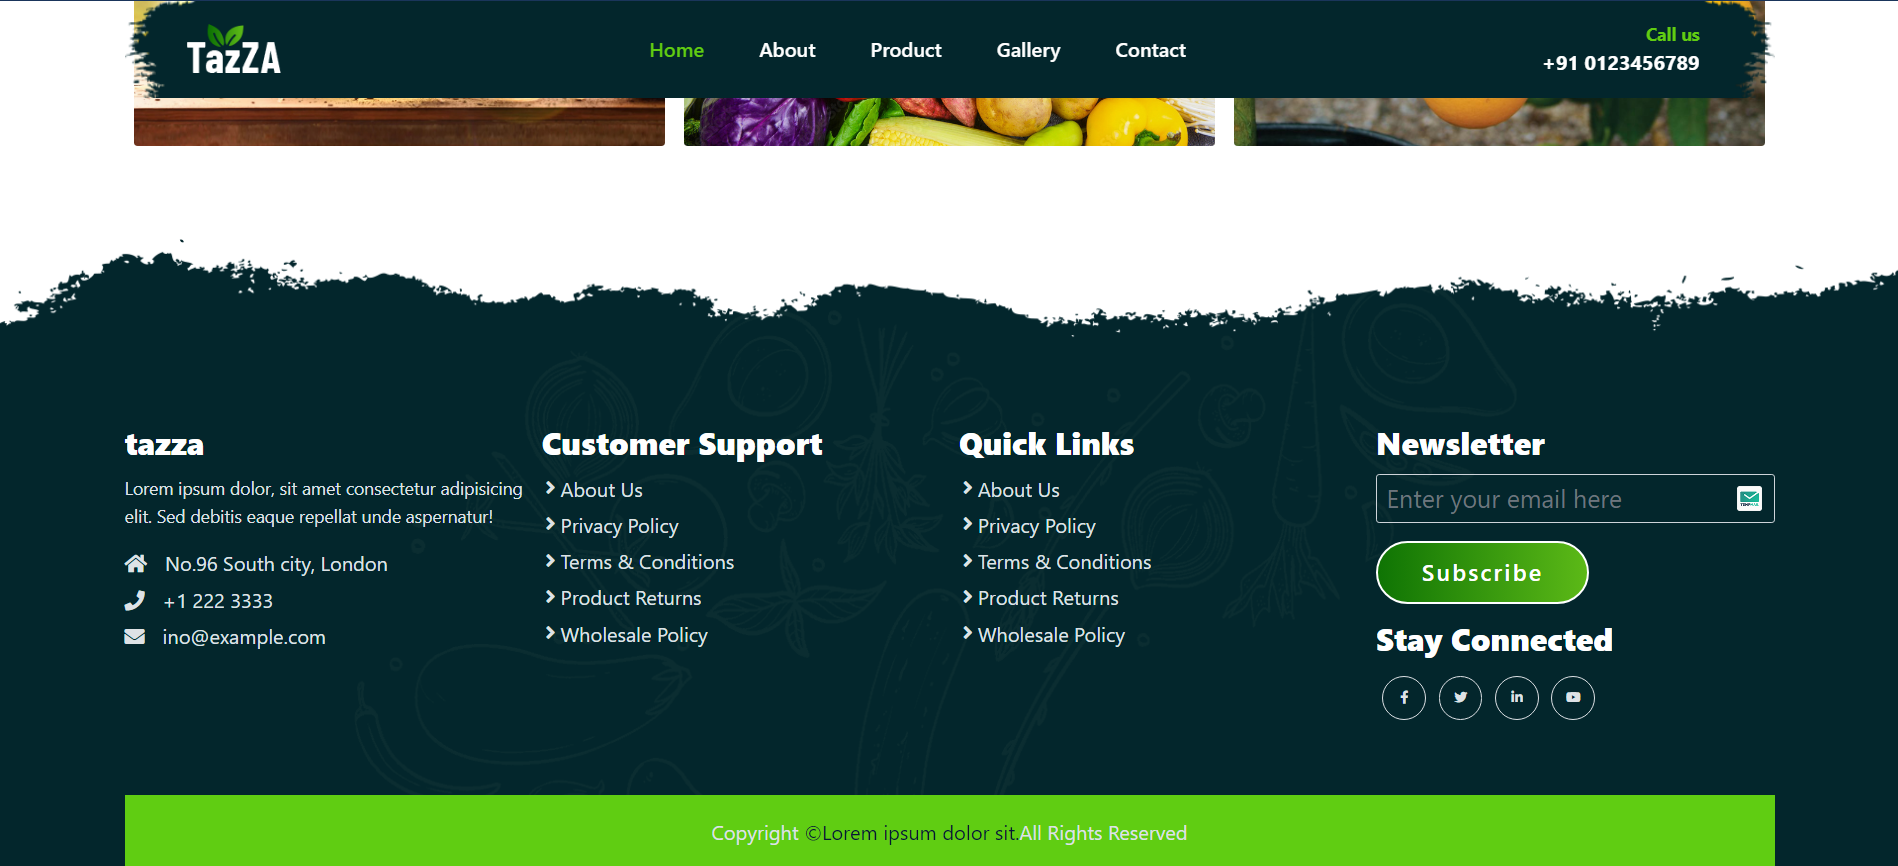 TazZA
Home About Product Gallery Contact
Call us
+91 0123456789
tazza
Lorem ipsum dolor, sit amet consectetur adipisicing
elit. Sed debitis eaque repellat unde aspernatur!
No.96 South city, London
+1 222 3333
ino@example.com
Customer Support
About Us
Privacy Policy
Terms & Conditions
Product Returns
Wholesale Policy
Quick Links
About Us
Privacy Policy
Terms & Conditions
Product Returns
Wholesale Policy
Newsletter
Enter your email here
Subscribe
Stay Connected
Copyright ©Lorem ipsum dolor sit.All Rights Reserved